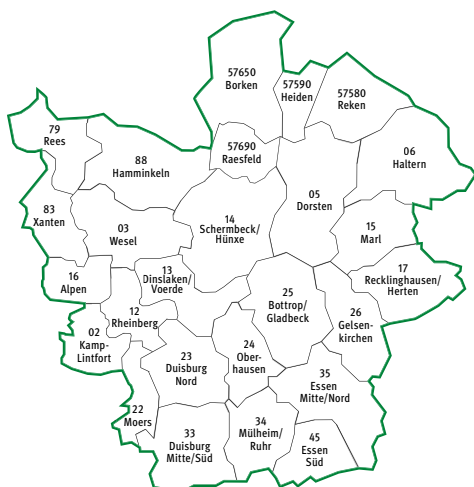 57650
Borken
57590
Heiden
57580
Reken
79
Rees
88
Hamminkeln
57690
Raesfeld
06
Haltern
83
Xanten
03
Wesel
14
Schermbeck/
Hünxe
05
Dorsten
15
Marl
16
Alpen
13
Dinslaken/
Voerde
17
Recklinghausen/
Herten
12
Rheinberg
25
Bottrop/
Gladbeck
26
Gelsen-
kirchen
02
Kamp-
Lintfort
23
Duisburg
Nord
24
Ober-
hausen
35
Essen
Mitte/Nord
22
Moers
33
Duisburg
Mitte/Süd
34
Mülheim/
Ruhr
45
Essen
Süd